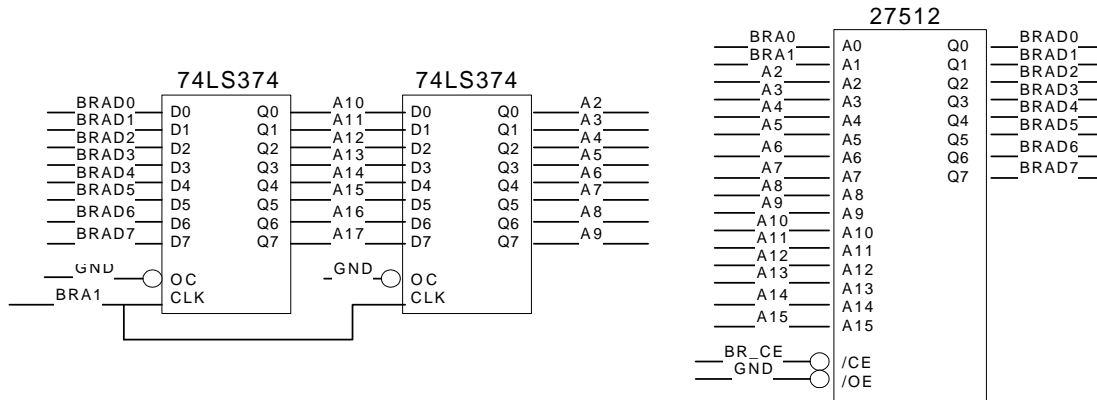 74LS374
BRAD0 D0 Q0 A10
BRAD1 D1 Q1 A11
BRAD2 D2 Q2 A12
BRAD3 D3 Q3 A13
BRAD4 D4 Q4 A14
BRAD5 D5 Q5 A15
BRAD6 D6 Q6 A16
BRAD7 D7 Q7 A17
GND OC
BRA1 CLK
74LS374
D0 Q0 A2
D1 Q1 A3
D2 Q2 A4
D3 Q3 A5
D4 Q4 A6
D5 Q5 A7
D6 Q6 A8
D7 Q7 A9
GND OC
CLK
27512
BRA0 A0 Q0 BRAD0
BRA1 A1 Q1 BRAD1
A2 A2 Q2 BRAD2
A3 A3 Q3 BRAD3
A4 A4 Q4 BRAD4
A5 A5 Q5 BRAD5
A6 A6 Q6 BRAD6
A7 A7 Q7 BRAD7
A8 A8
A9 A9
A10 A10
A11 A11
A12 A12
A13 A13
A14 A14
A15 A15
BR_CE /CE
GND /OE